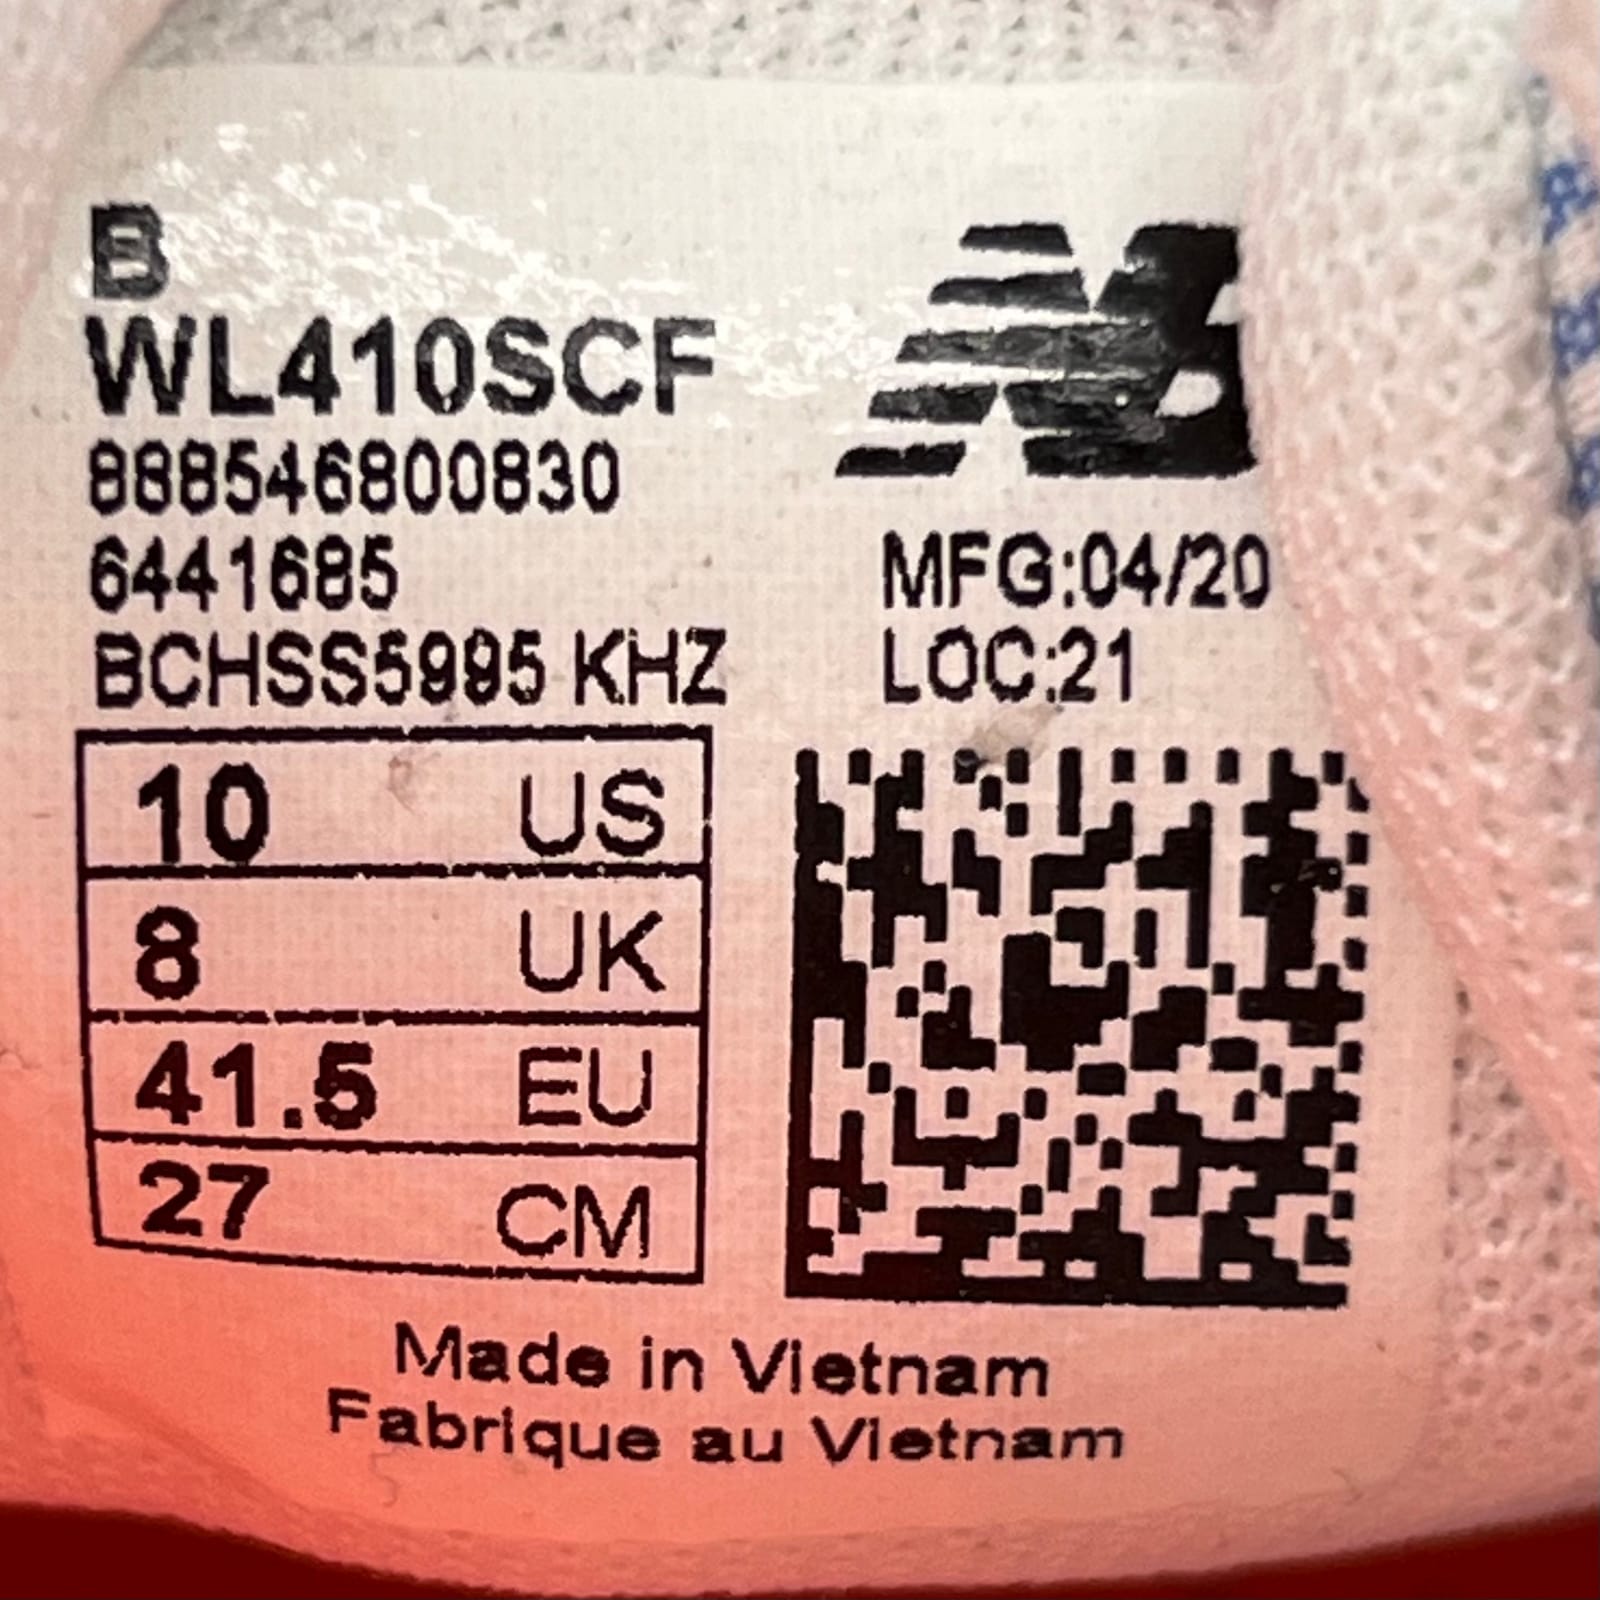 B
WL410SCF
888546800830
6441685
BCHSS5995 KHZ
MFG:04/20
LOC:21
10 US
8 UK
41.5 EU
27 CM
Made in Vietnam
Fabrique au Vietnam